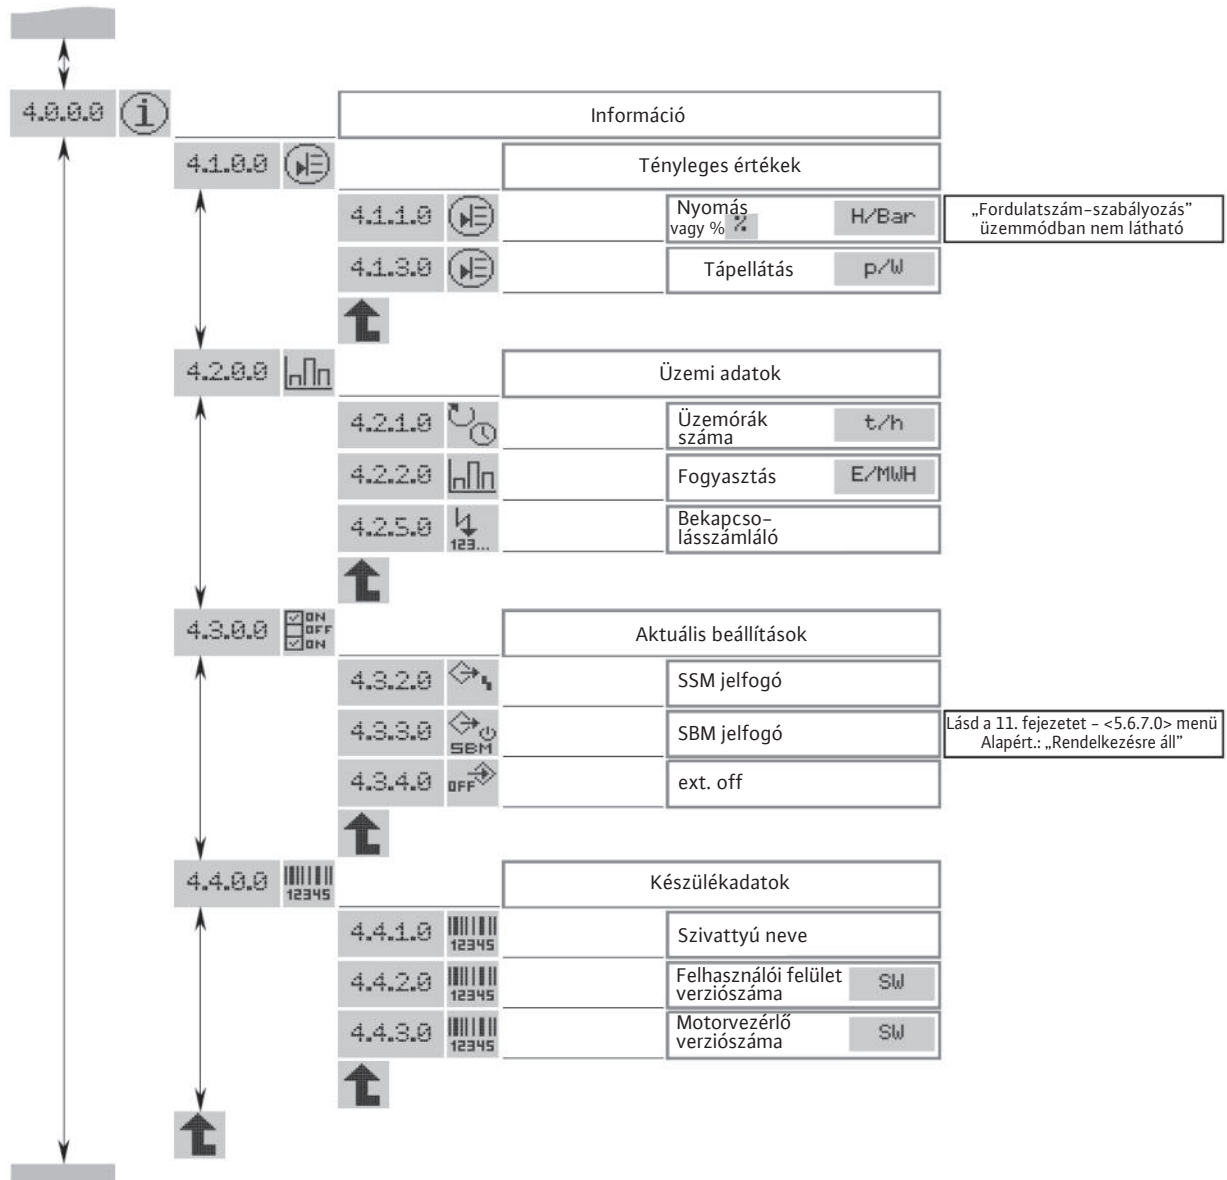 4.0.0.0 i Információ
4.1.0.0 Tényleges értékek
4.1.1.0 Nyomás H/Bar
vagy % %
„Fordulatszám-szabályozás”
üzemmódban nem látható
4.1.3.0 Tápellátás p/W
4.2.0.0 Üzemi adatok
4.2.1.0 Üzemórák
száma t/h
4.2.2.0 Fogyasztás E/MWH
4.2.5.0 123... Bekapcso-
lásszámláló
4.3.0.0 ON
OFF
ON
Aktuális beállítások
4.3.2.0 SSM jelfogó
4.3.3.0 SBM SBM jelfogó
Lásd a 11. fejezetet - <5.6.7.0> menü
Alapért.: „Rendelkezésre áll”
4.3.4.0 OFF ext. off
4.4.0.0 12345 Készülékadatok
4.4.1.0 12345 Szivattyú neve
4.4.2.0 12345 Felhasználói felület
verziószáma SW
4.4.3.0 12345 Motorvezérlő
verziószáma SW